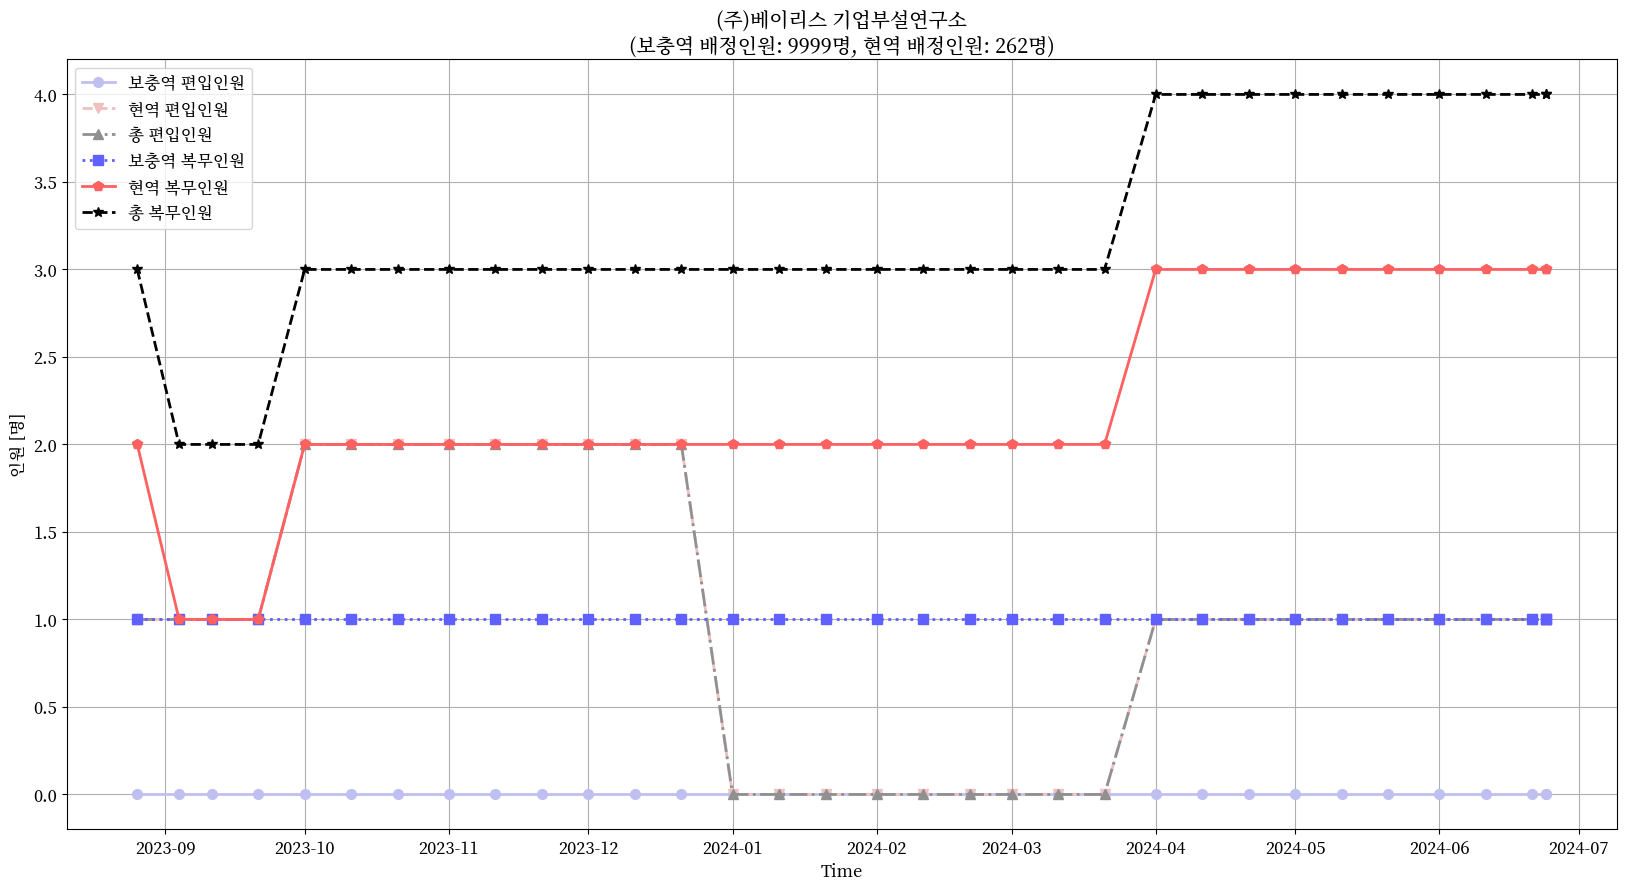 (주)베이리스 기업부설연구소
(보충역 배정인원: 9999명, 현역 배정인원: 262명)
보충역 편입인원
현역 편입인원
총 편입인원
보충역 복무인원
현역 복무인원
총 복무인원
인원 [명]
4.0
3.5
3.0
2.5
2.0
1.5
1.0
0.5
0.0
2023-09 2023-10 2023-11 2023-12 2024-01 2024-02 2024-03 2024-04 2024-05 2024-06 2024-07
Time